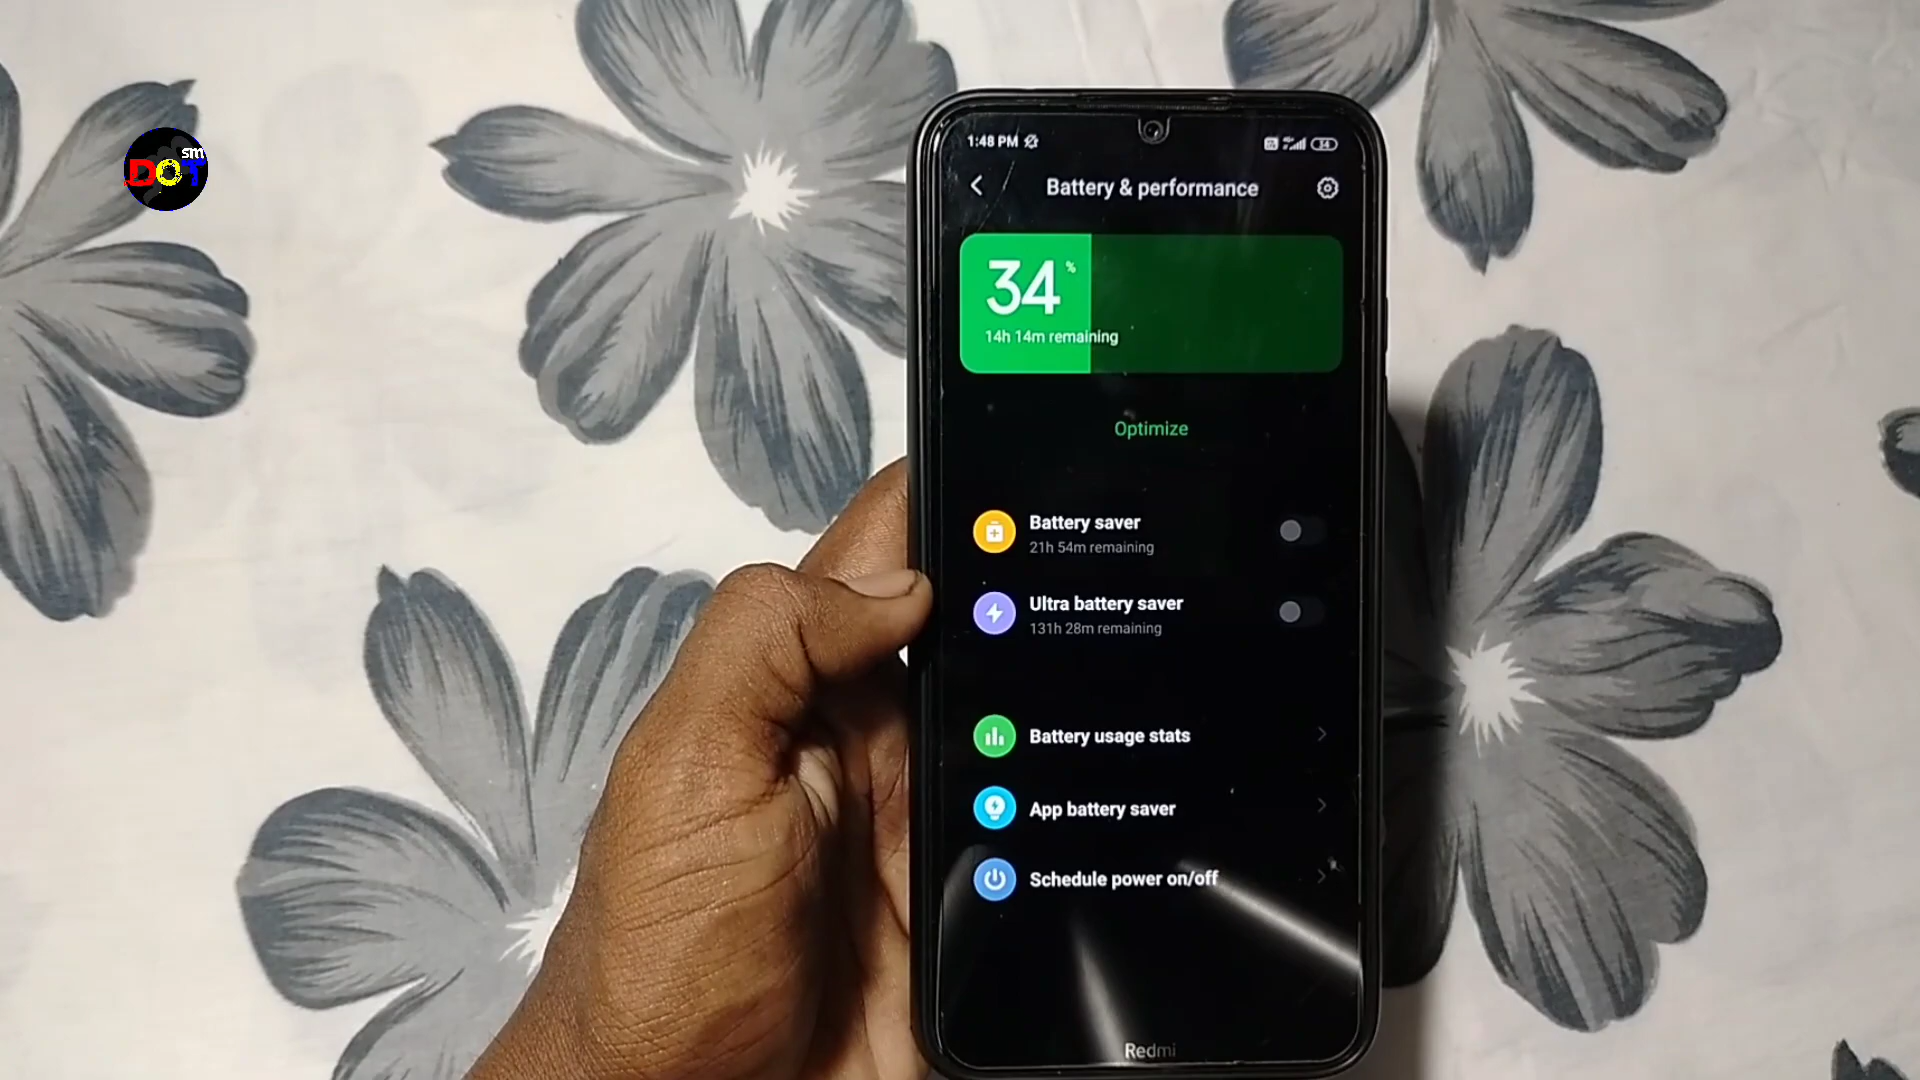 sm
DOT
1:48 PM
34
Battery & performance
34%
14h 14m remaining
Optimize
Battery saver
21h 54m remaining
Ultra battery saver
131h 28m remaining
Battery usage stats
App battery saver
Schedule power on/off
Redmi